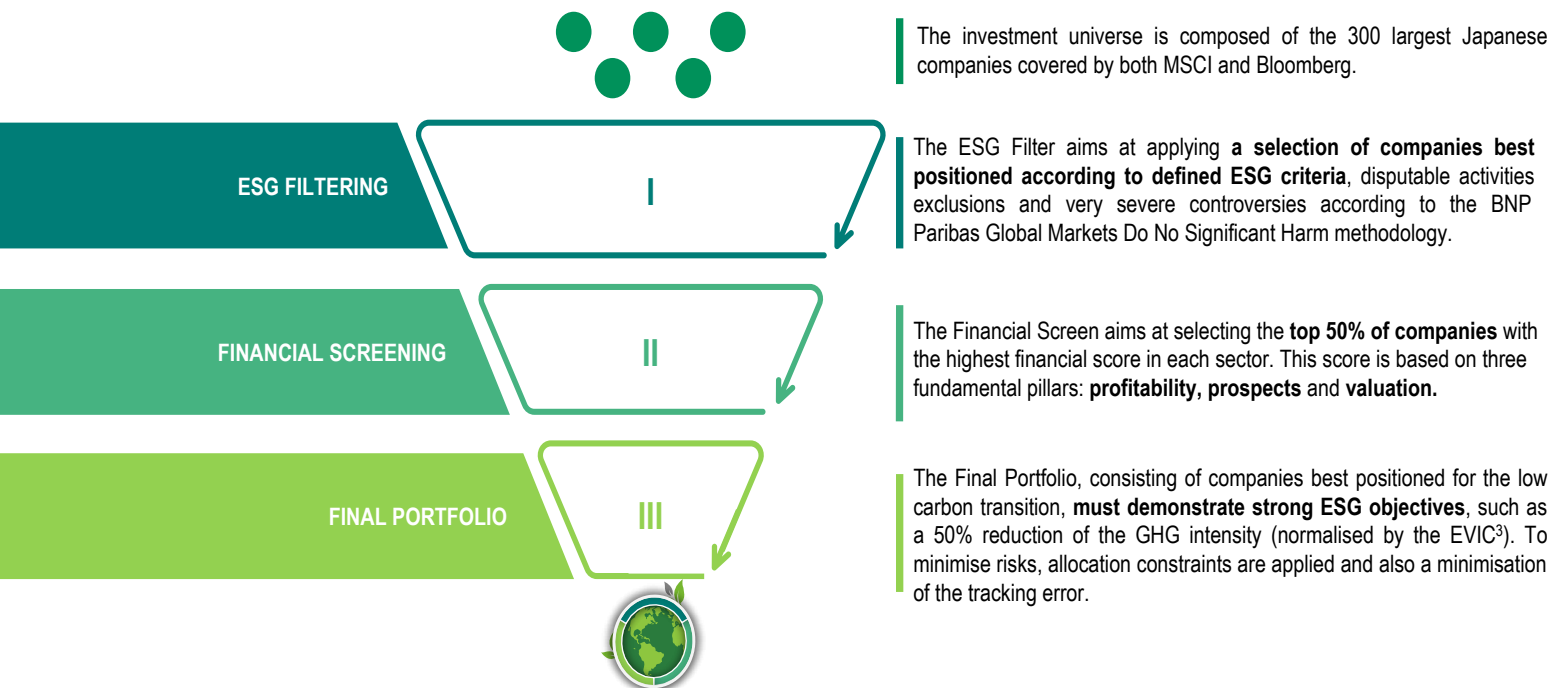 The investment universe is composed of the 300 largest Japanese
companies covered by both MSCI and Bloomberg.
ESG FILTERING
I
The ESG Filter aims at applying a selection of companies best
positioned according to defined ESG criteria, disputable activities
exclusions and very severe controversies according to the BNP
Paribas Global Markets Do No Significant Harm methodology.
FINANCIAL SCREENING
II
The Financial Screen aims at selecting the top 50% of companies with
the highest financial score in each sector. This score is based on three
fundamental pillars: profitability, prospects and valuation.
FINAL PORTFOLIO
III
The Final Portfolio, consisting of companies best positioned for the low
carbon transition, must demonstrate strong ESG objectives, such as
a 50% reduction of the GHG intensity (normalised by the EVIC³). To
minimise risks, allocation constraints are applied and also a minimisation
of the tracking error.